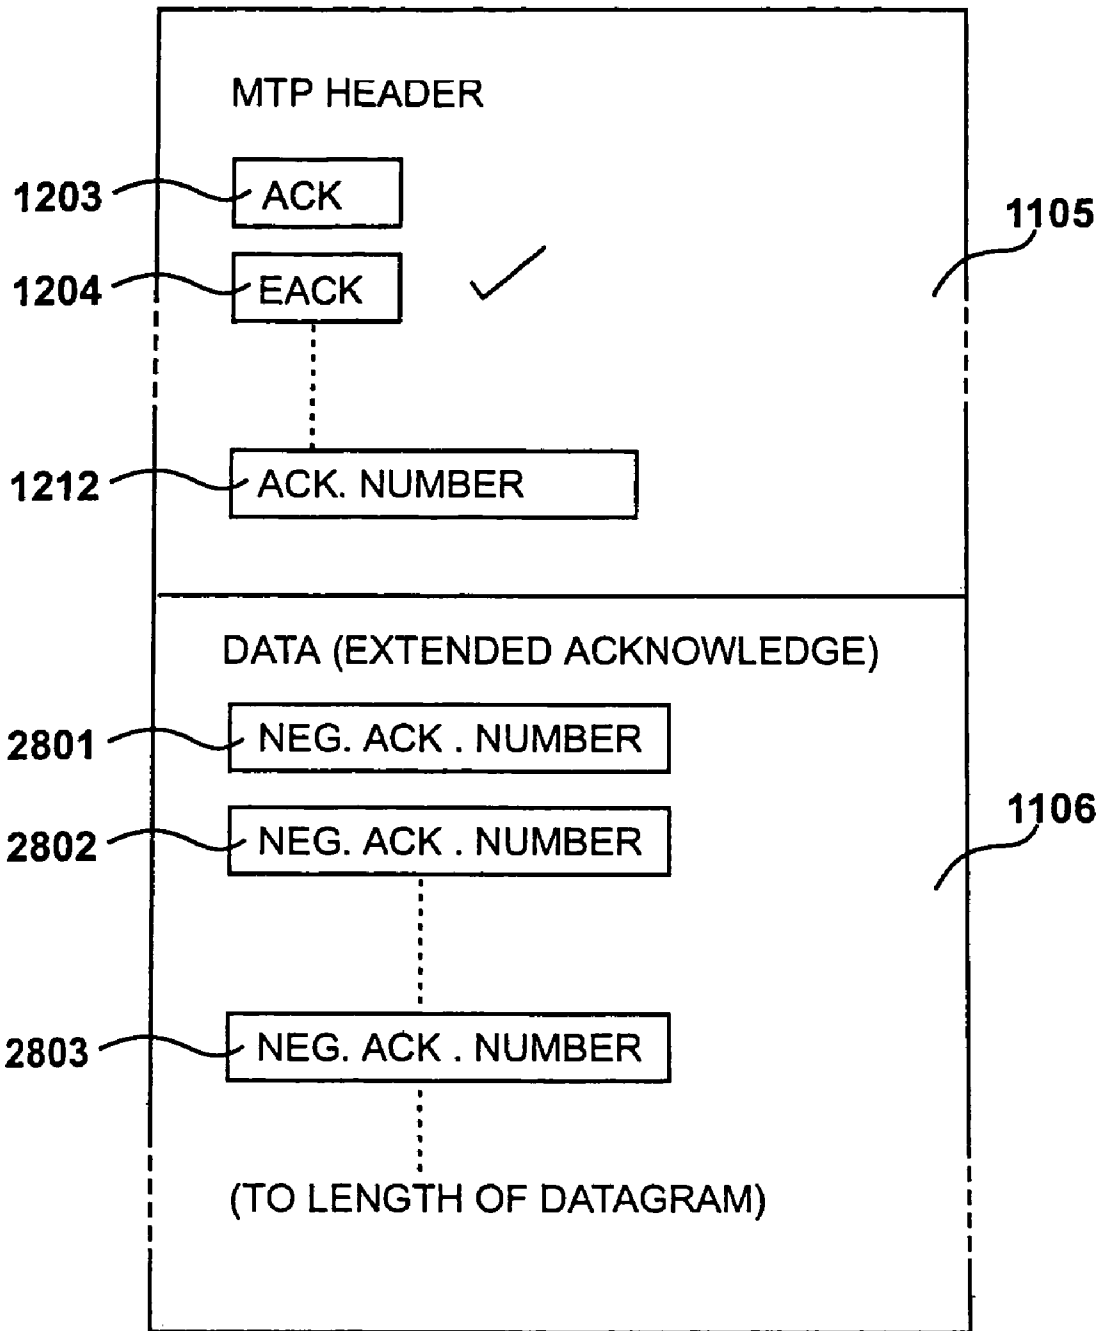 MTP HEADER
1203 ACK
1105
1204 EACK
1212 ACK. NUMBER
DATA (EXTENDED ACKNOWLEDGE)
2801 NEG. ACK . NUMBER
1106
2802 NEG. ACK . NUMBER
2803 NEG. ACK . NUMBER
(TO LENGTH OF DATAGRAM)